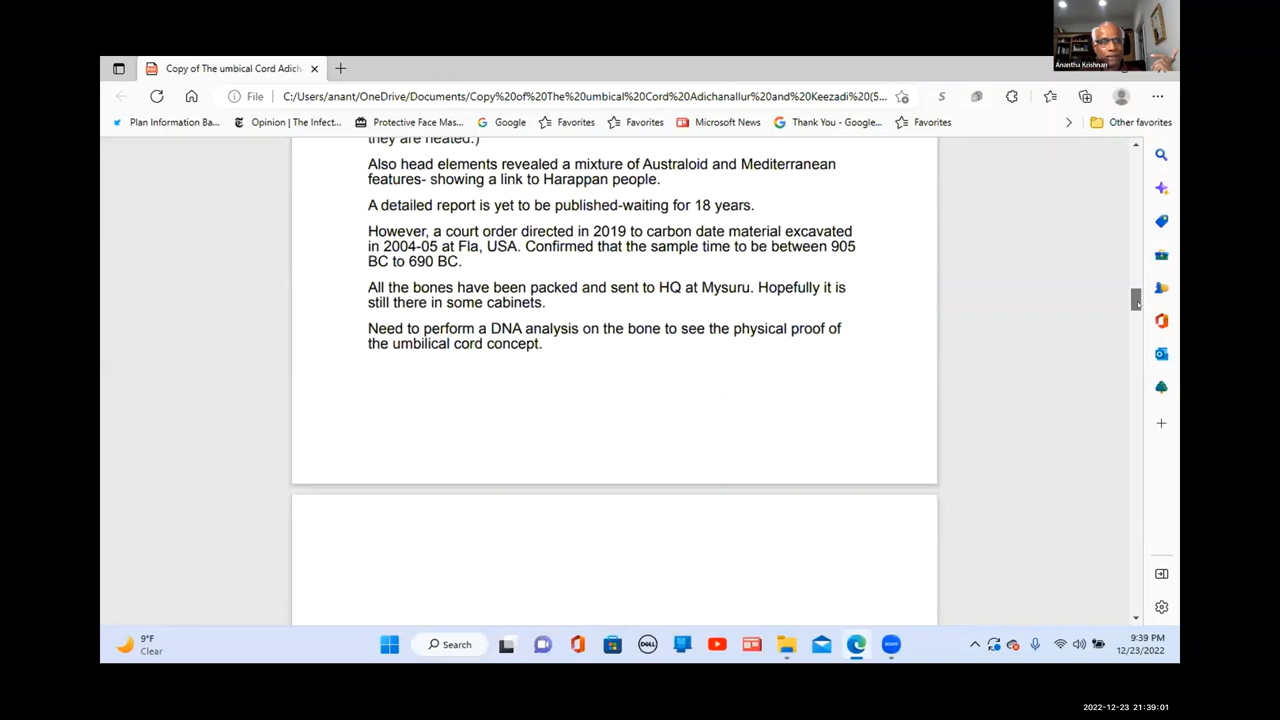 Anantha Krishnan
Copy of The umbical Cord Adich
File
C:/Users/anant/OneDrive/Documents/Copy%20of%20The%20umbical%20Cord%20Adichanallur%20and%20Keezadi%20(5...
Plan Information Ba...
Opinion | The Infect...
Protective Face Mas...
Google
Favorites
Favorites
Microsoft News
Thank You - Google...
Favorites
Other favorites
they are heated.)
Also head elements revealed a mixture of Australoid and Mediterranean
features- showing a link to Harappan people.
A detailed report is yet to be published-waiting for 18 years.
However, a court order directed in 2019 to carbon date material excavated
in 2004-05 at Fla, USA. Confirmed that the sample time to be between 905
BC to 690 BC.
All the bones have been packed and sent to HQ at Mysuru. Hopefully it is
still there in some cabinets.
Need to perform a DNA analysis on the bone to see the physical proof of
the umbilical cord concept.
9°F
Clear
Search
DELL
zoom
9:39 PM
12/23/2022
2022-12-23 21:39:01